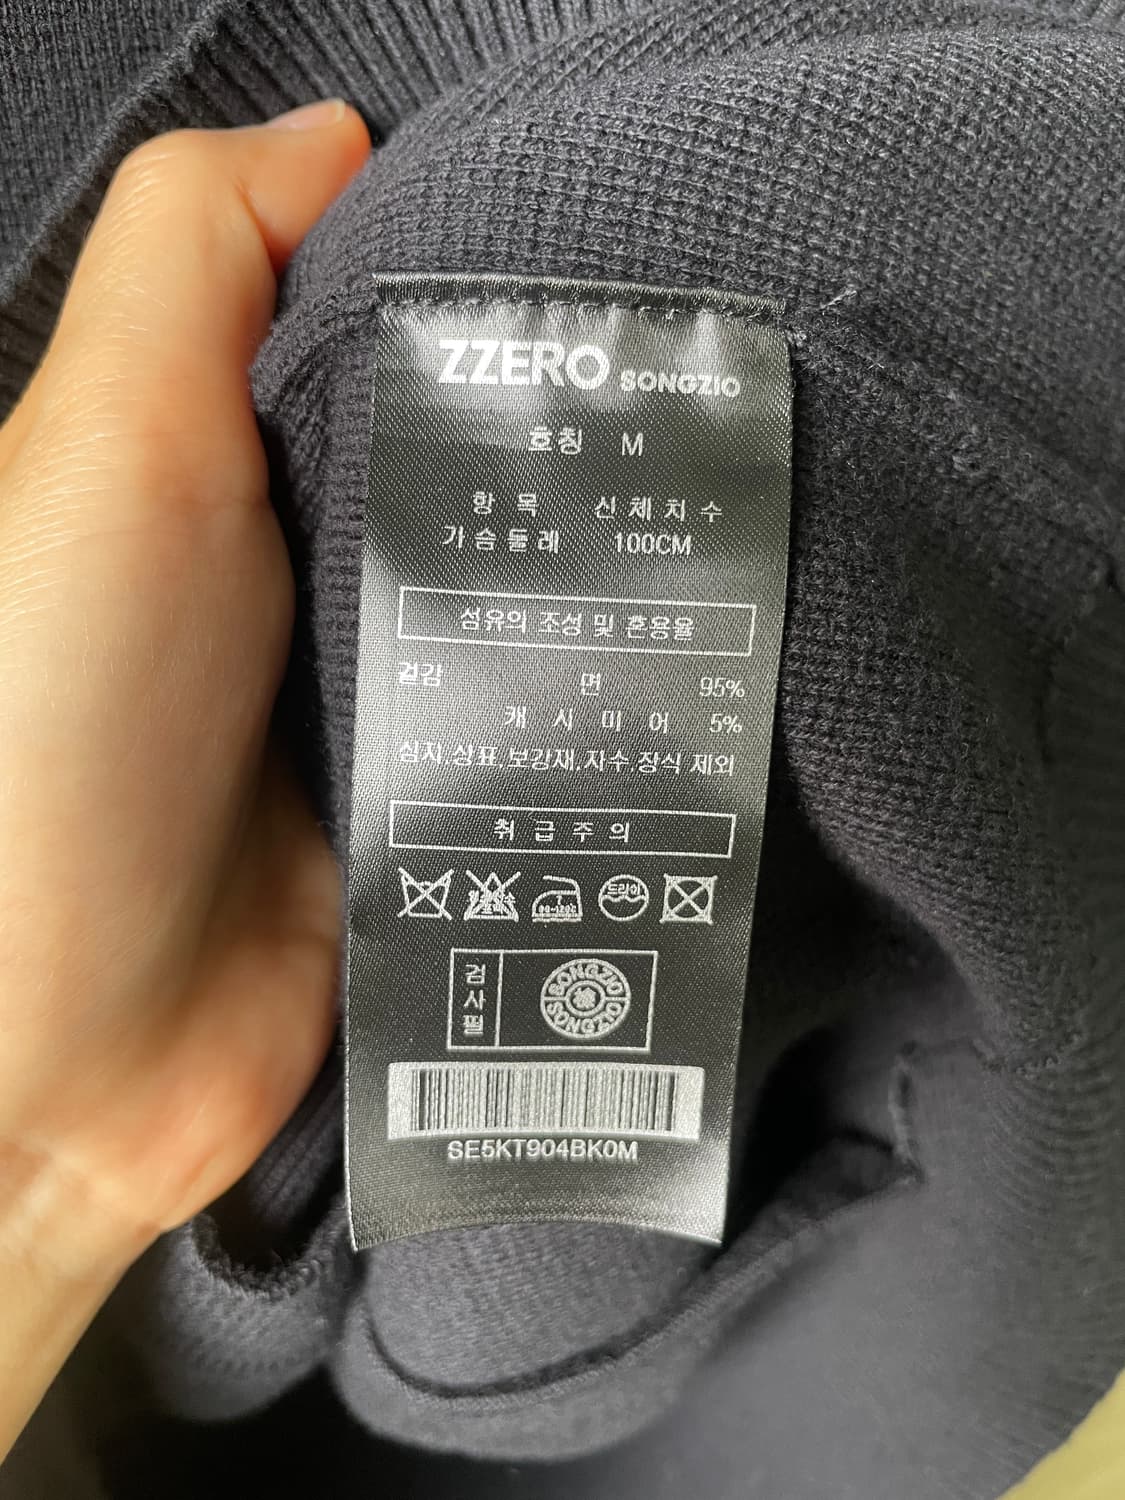 ZZERO SONGZIO
호칭 M
항목 신체치수
가슴둘레 100CM
섬유의 조성 및 혼용율
겉감 면 95%
캐시미어 5%
심지.상표.보강재.자수.장식 제외
취급주의
드라이
검사필
SONGZIO
SONGZIO
SE5KT904BK0M